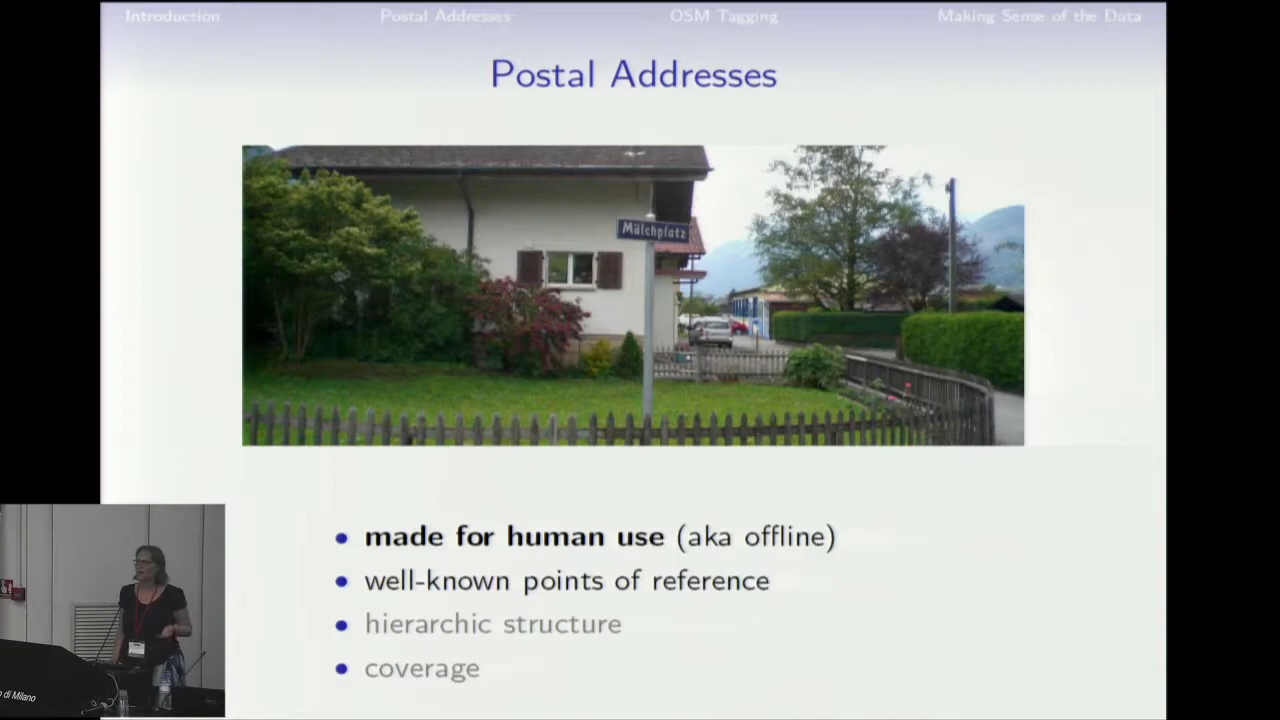 Introduction
Postal Addresses
OSM Tagging
Making Sense of the Data
Postal Addresses
Mülchplatz
• made for human use (aka offline)
• well-known points of reference
• hierarchic structure
• coverage
di Milano